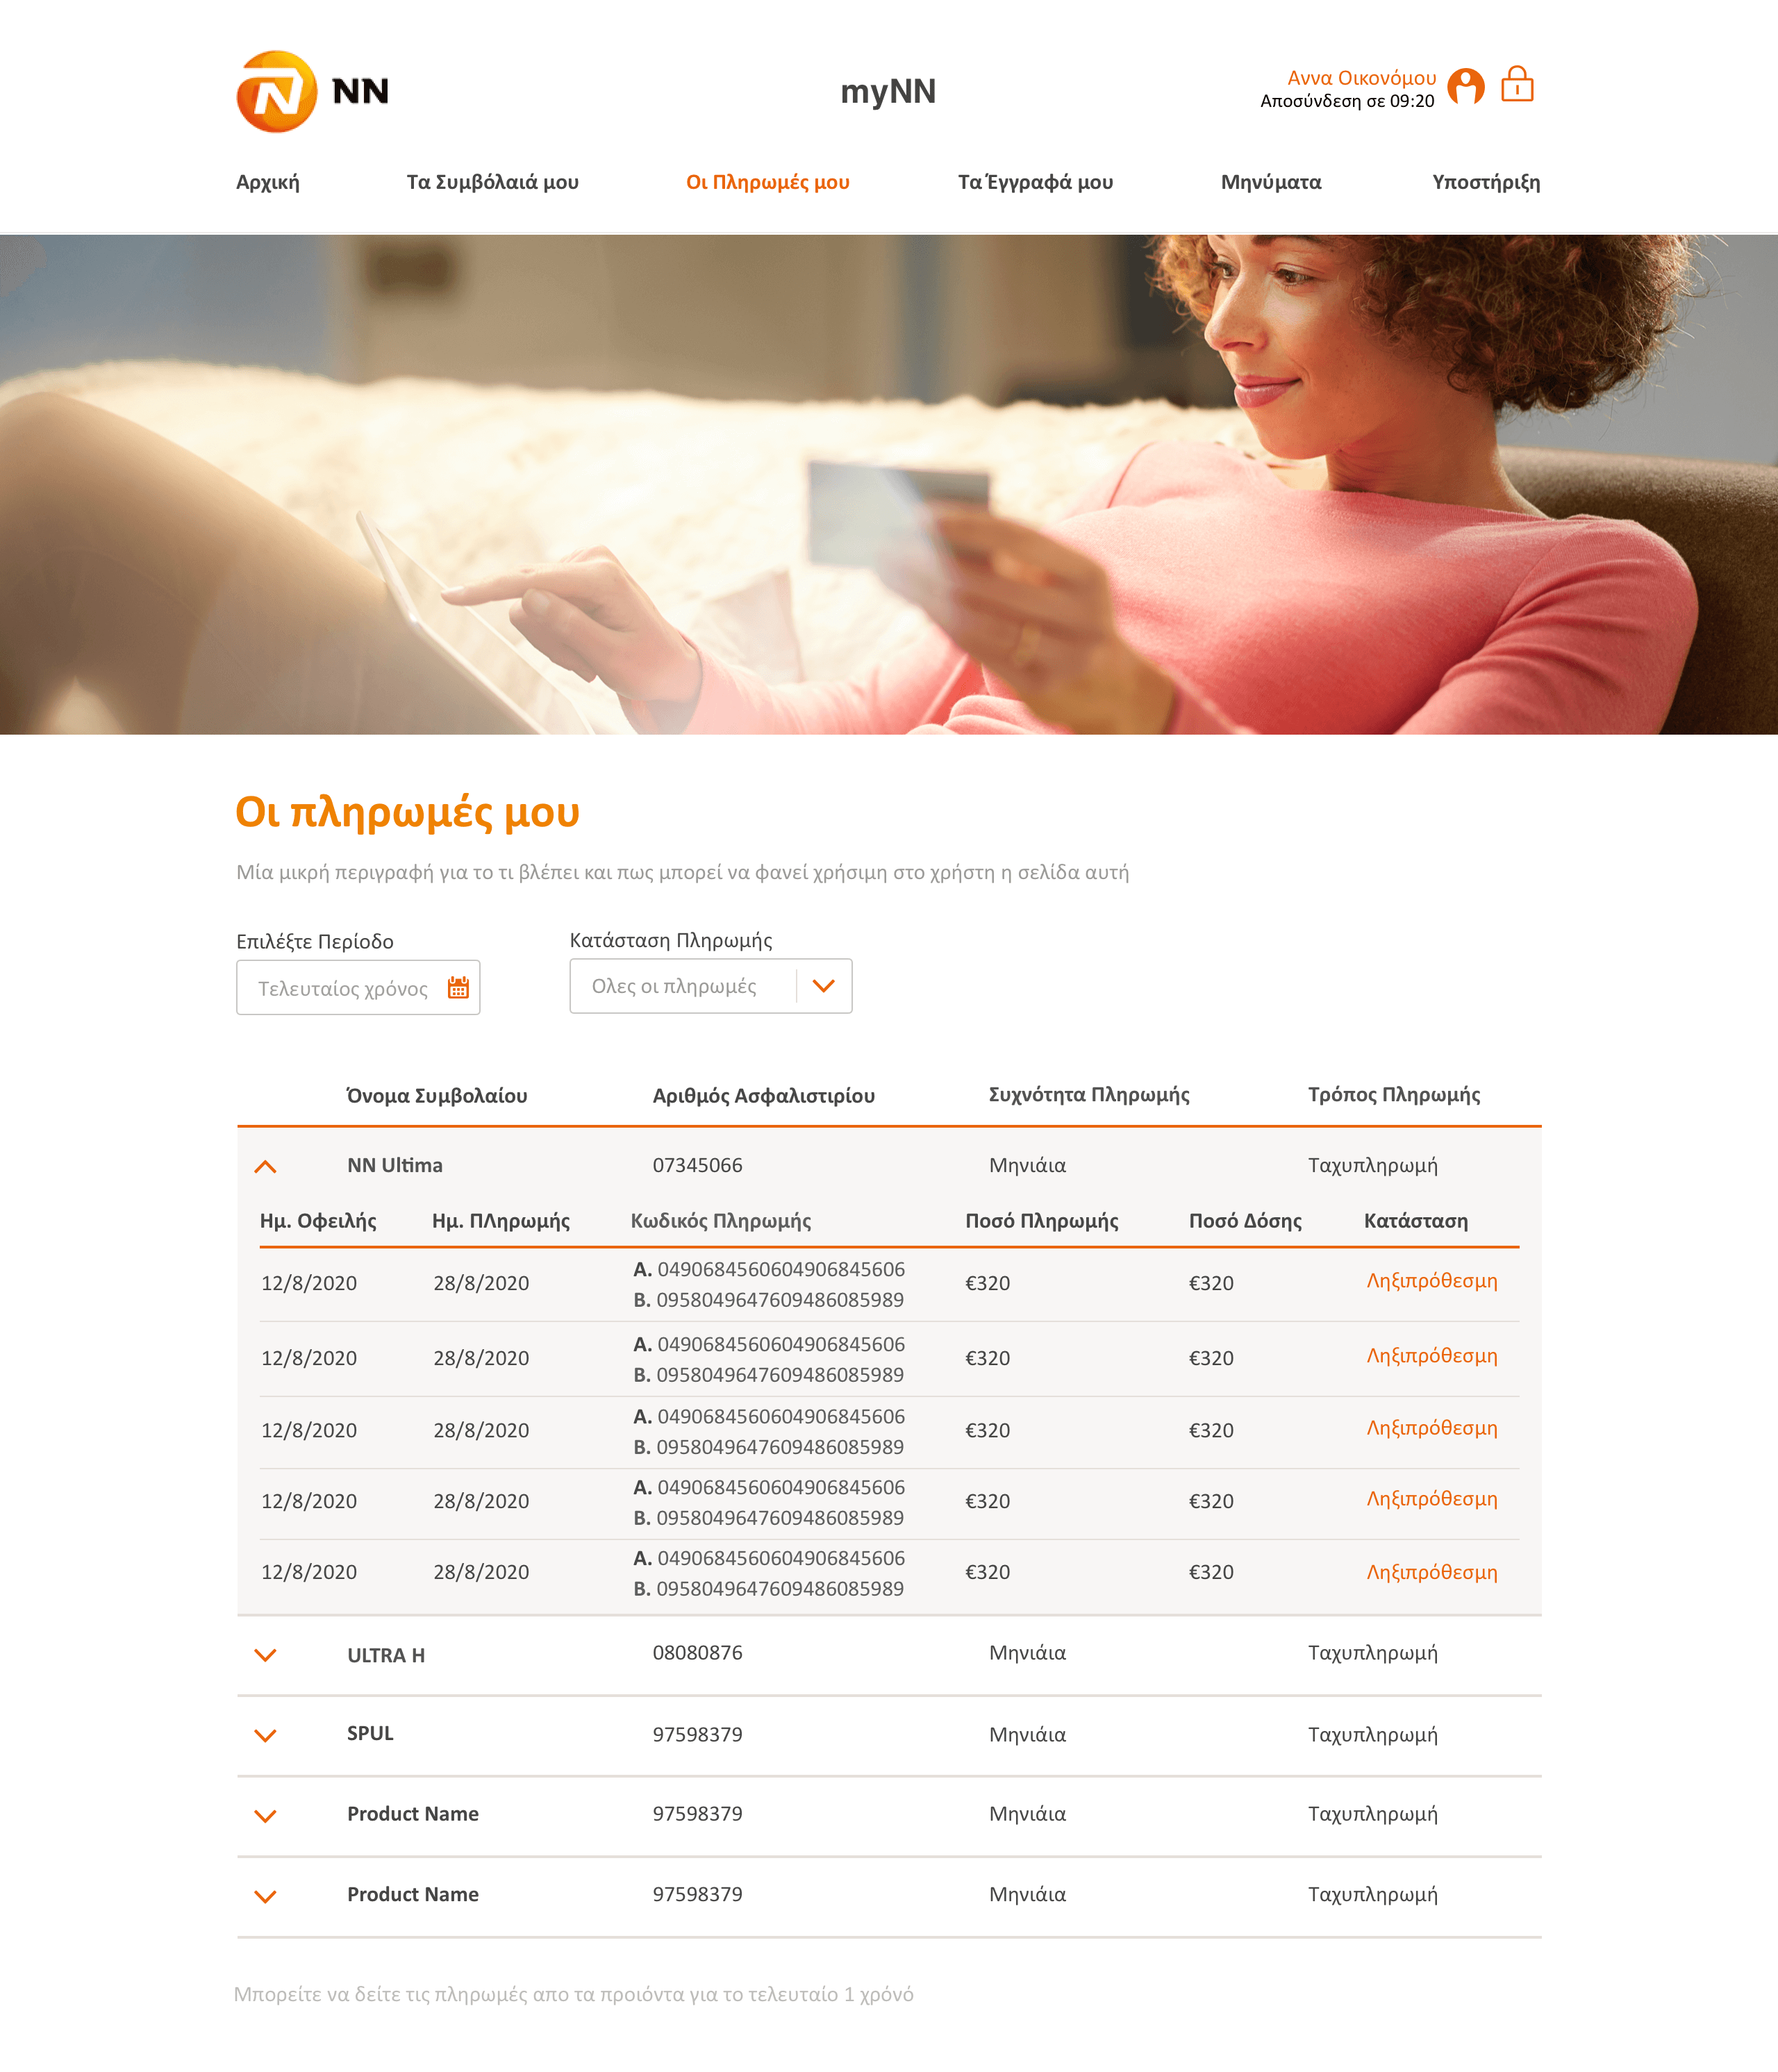 NN
myNN
Αννα Οικονόμου
Αποσύνδεση σε 09:20
Αρχική Τα Συμβόλαιά μου Οι Πληρωμές μου Τα Έγγραφά μου Μηνύματα Υποστήριξη
Οι πληρωμές μου
Μία μικρή περιγραφή για το τι βλέπει και πως μπορεί να φανεί χρήσιμη στο χρήστη η σελίδα αυτή
Επιλέξτε Περίοδο Κατάσταση Πληρωμής
Τελευταίος χρόνος Ολες οι πληρωμές
Όνομα Συμβολαίου Αριθμός Ασφαλιστιρίου Συχνότητα Πληρωμής Τρόπος Πληρωμής
NN Ultima 07345066 Μηνιάια Ταχυπληρωμή
Ημ. Οφειλής Ημ. ΠΛηρωμής Κωδικός Πληρωμής Ποσό Πληρωμής Ποσό Δόσης Κατάσταση
12/8/2020 28/8/2020 A. 0490684560604906845606 €320 €320 Ληξιπρόθεσμη
B. 0958049647609486085989
12/8/2020 28/8/2020 A. 0490684560604906845606 €320 €320 Ληξιπρόθεσμη
B. 0958049647609486085989
12/8/2020 28/8/2020 A. 0490684560604906845606 €320 €320 Ληξιπρόθεσμη
B. 0958049647609486085989
12/8/2020 28/8/2020 A. 0490684560604906845606 €320 €320 Ληξιπρόθεσμη
B. 0958049647609486085989
12/8/2020 28/8/2020 A. 0490684560604906845606 €320 €320 Ληξιπρόθεσμη
B. 0958049647609486085989
ULTRA H 08080876 Μηνιάια Ταχυπληρωμή
SPUL 97598379 Μηνιάια Ταχυπληρωμή
Product Name 97598379 Μηνιάια Ταχυπληρωμή
Product Name 97598379 Μηνιάια Ταχυπληρωμή
Μπορείτε να δείτε τις πληρωμές απο τα προιόντα για το τελευταίο 1 χρόνό